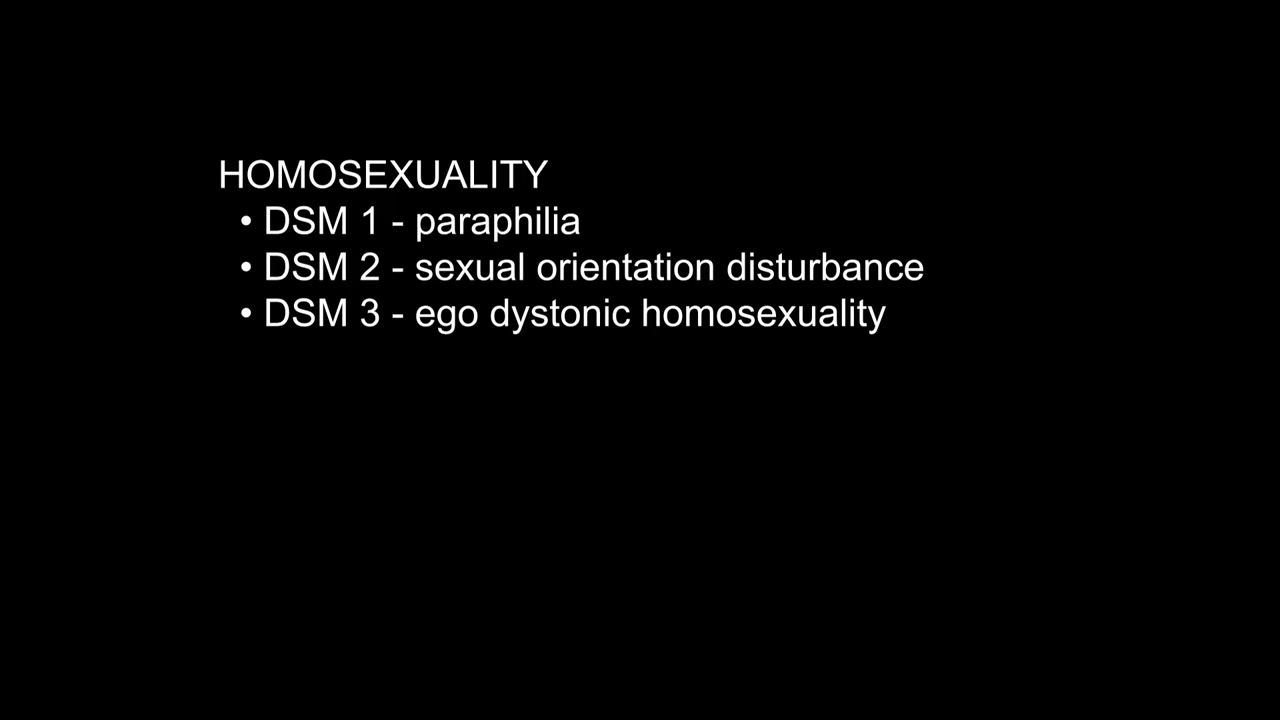 HOMOSEXUALITY
• DSM 1 - paraphilia
• DSM 2 - sexual orientation disturbance
• DSM 3 - ego dystonic homosexuality